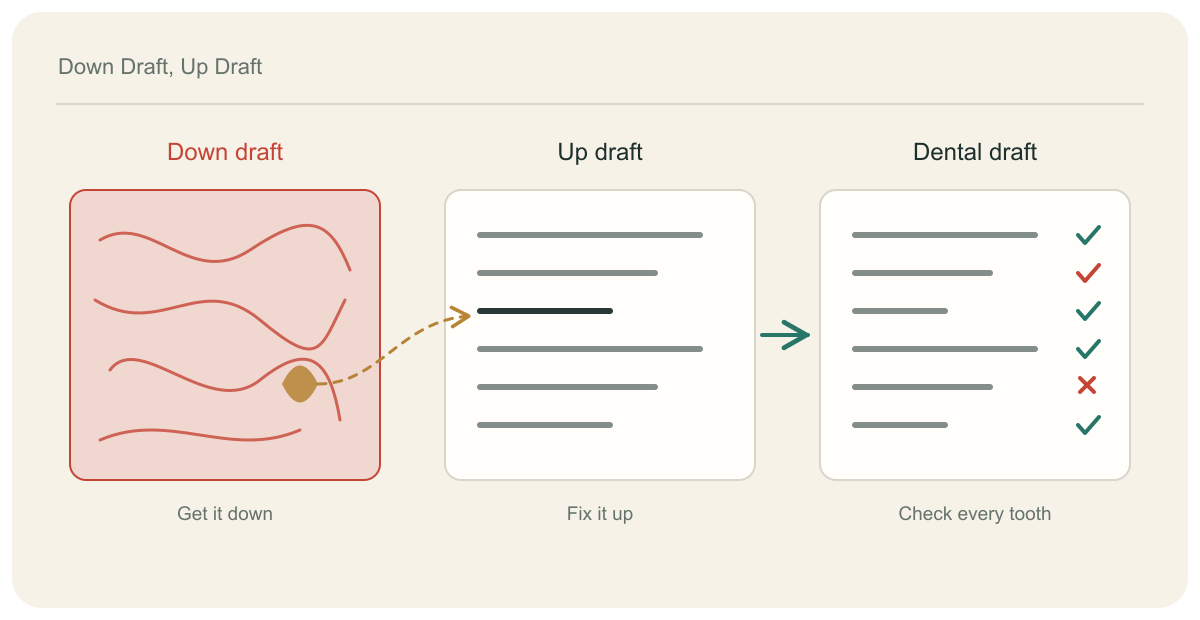 Down Draft, Up Draft
Down draft
Up draft
Dental draft
Get it down
Fix it up
Check every tooth